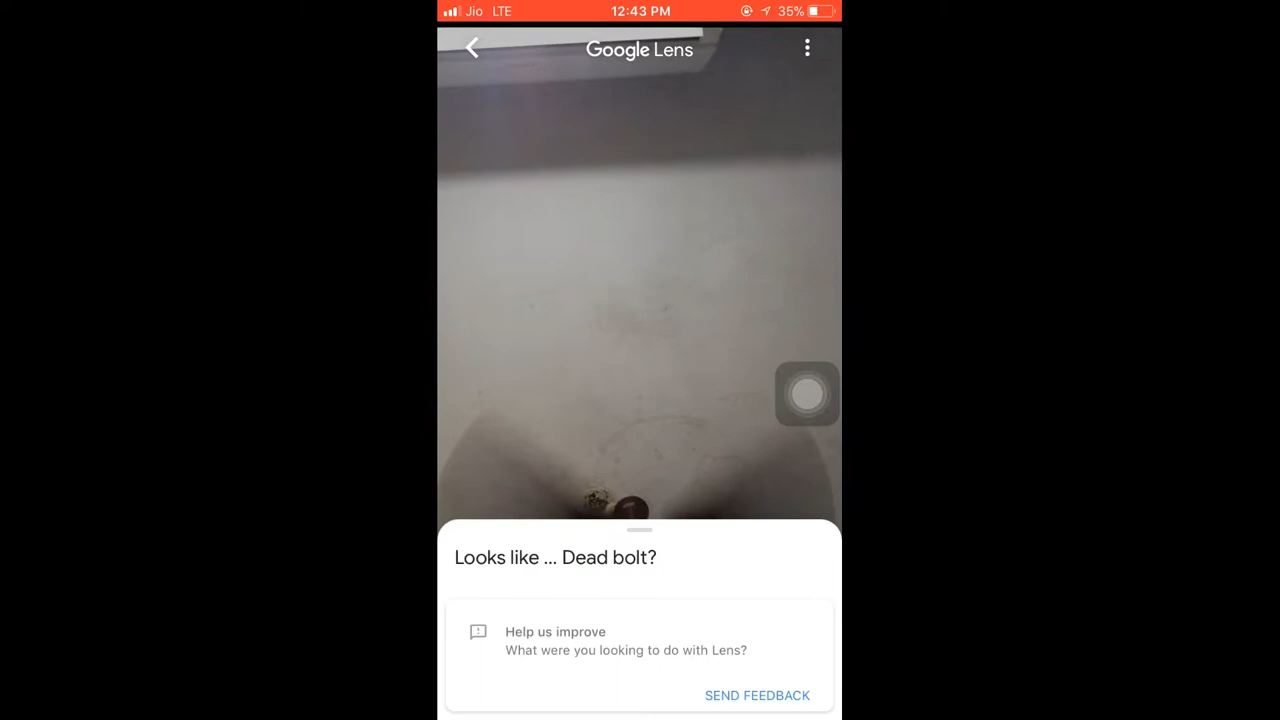 Jio LTE 12:43 PM 35%
Google Lens
Looks like ... Dead bolt?
Help us improve
What were you looking to do with Lens?
SEND FEEDBACK